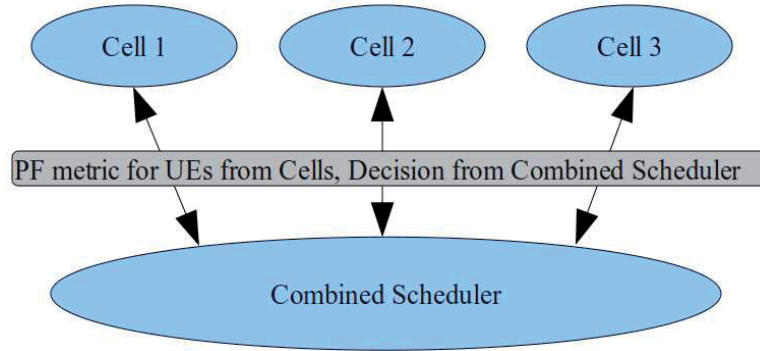 Cell 1
Cell 2
Cell 3
PF metric for UEs from Cells, Decision from Combined Scheduler
Combined Scheduler